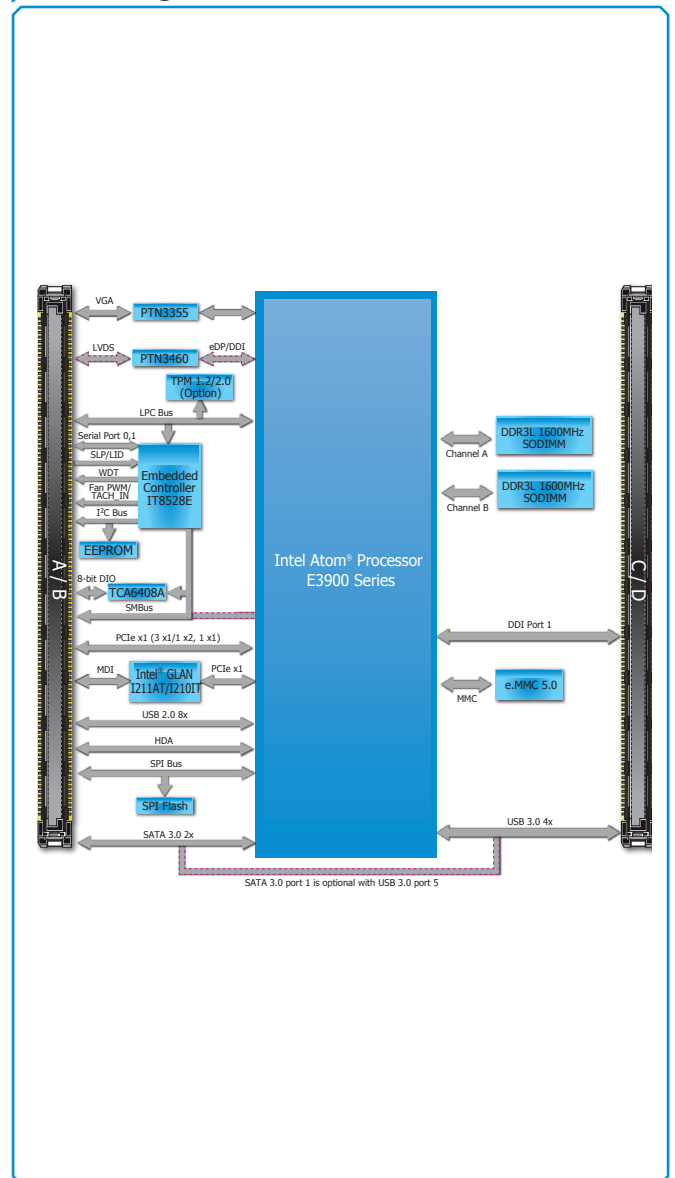 VGA
PTN3355
LVDS
PTN3460
eDP/DDI
TPM 1.2/2.0
(Option)
LPC Bus
Serial Port 0,1
SLP/LID
WDT
Fan PWM/
TACH_IN
I²C Bus
Embedded
Controller
IT8528E
EEPROM
8-bit DIO
TCA6408A
SMBus
PCIe x1 (3 x1/1 x2, 1 x1)
MDI
Intel® GLAN
I211AT/I210IT
PCIe x1
USB 2.0 8x
HDA
SPI Bus
SPI Flash
SATA 3.0 2x
A / B
Intel Atom® Processor
E3900 Series
DDR3L 1600MHz
SODIMM
Channel A
DDR3L 1600MHz
SODIMM
Channel B
DDI Port 1
e.MMC 5.0
MMC
USB 3.0 4x
C / D
SATA 3.0 port 1 is optional with USB 3.0 port 5